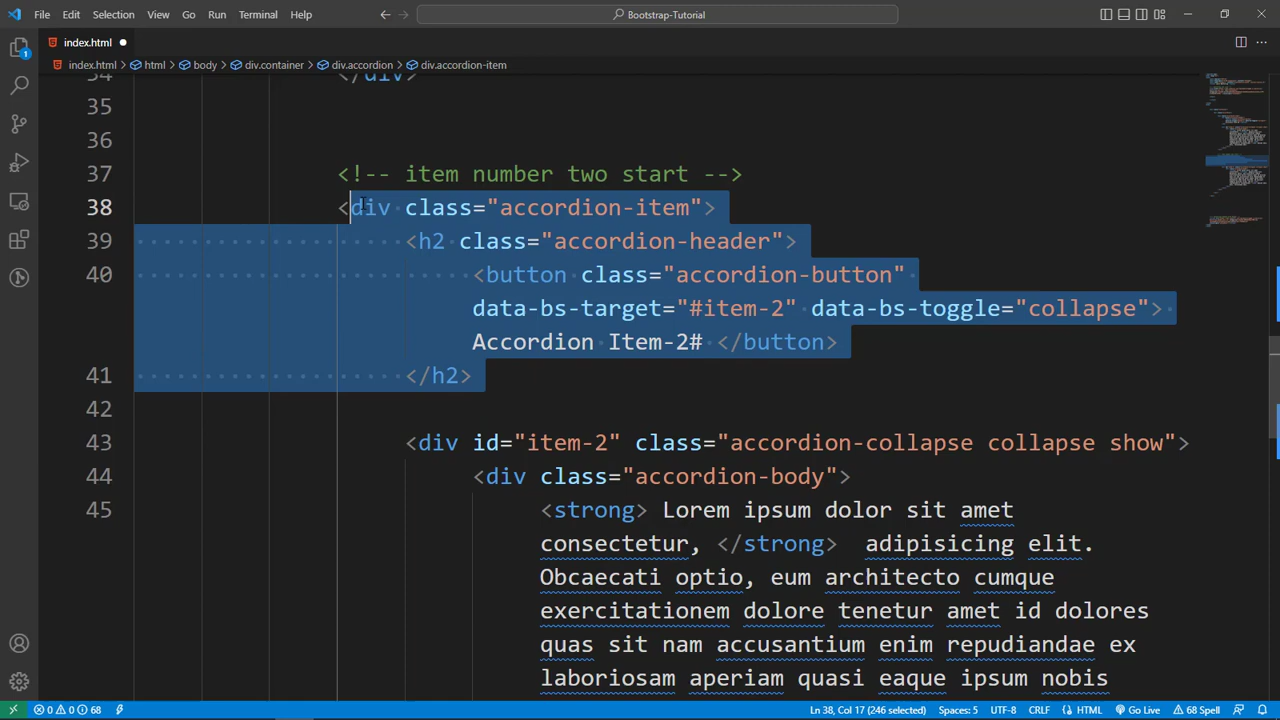 File Edit Selection View Go Run Terminal Help Bootstrap-Tutorial
index.html
index.html html body div.container div.accordion div.accordion-item
34 </div>
35
36
37 <!-- item number two start -->
38 <div class="accordion-item">
39 <h2 class="accordion-header">
40 <button class="accordion-button"
data-bs-target="#item-2" data-bs-toggle="collapse">
Accordion Item-2# </button>
41 </h2>
42
43 <div id="item-2" class="accordion-collapse collapse show">
44 <div class="accordion-body">
45 <strong> Lorem ipsum dolor sit amet
consectetur, </strong> adipisicing elit.
Obcaecati optio, eum architecto cumque
exercitationem dolore tenetur amet id dolores
quas sit nam accusantium enim repudiandae ex
laboriosam aperiam quasi eaque ipsum nobis
0 0 68 Ln 38, Col 17 (246 selected) Spaces: 5 UTF-8 CRLF HTML Go Live 68 Spell